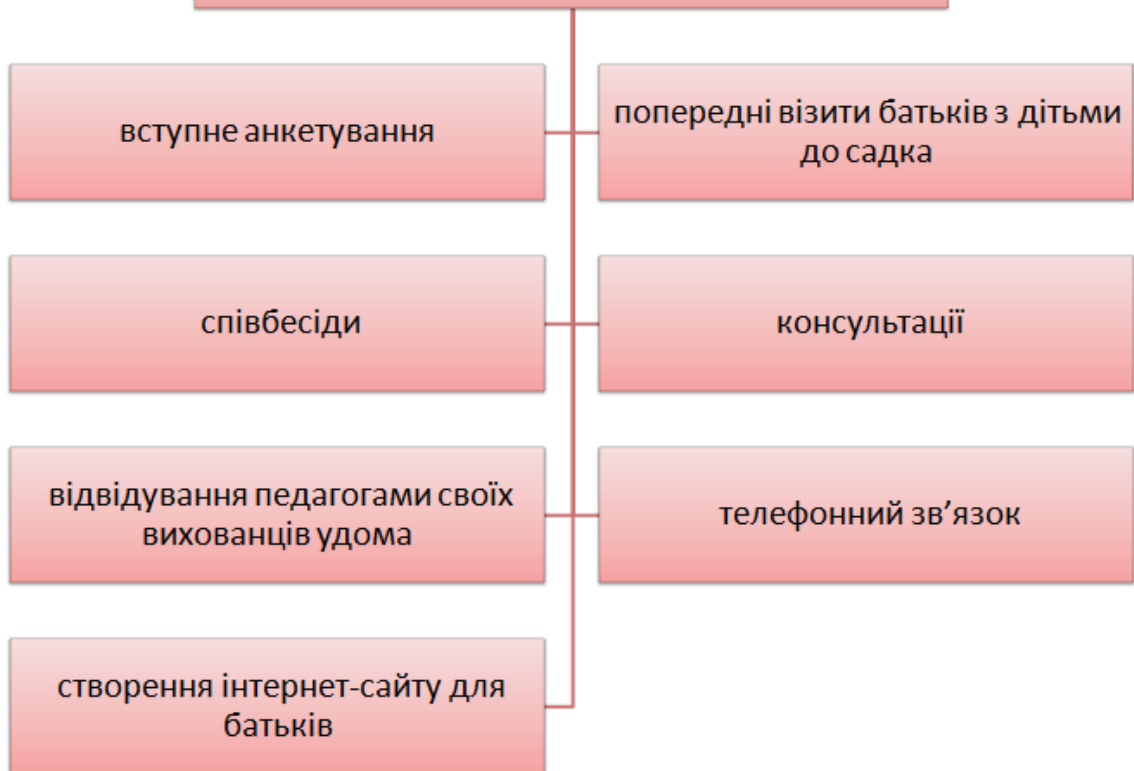 вступне анкетування
попередні візити батьків з дітьми
до садка
співбесіди
консультації
відвідування педагогами своїх
вихованців удома
телефонний зв’язок
створення інтернет-сайту для
батьків